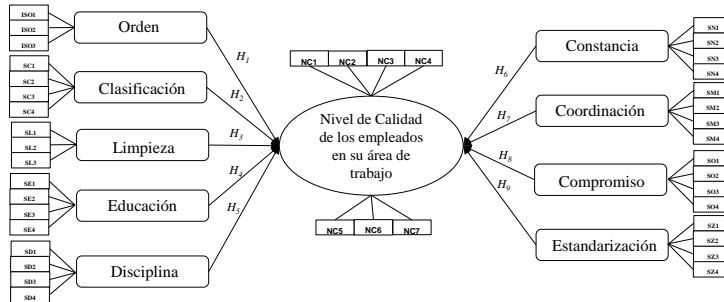 ISO1
ISO2
ISO3
Orden
H1
SC1
SC2
SC3
SC4
Clasificación
H2
SL1
SL2
SL3
Limpieza
H3
SE1
SE2
SE3
SE4
Educación
H4
SD1
SD2
SD3
SD4
Disciplina
H5
NC1 NC2 NC3 NC4
Nivel de Calidad
de los empleados
en su área de
trabajo
NC5 NC6 NC7
H6
Constancia
SN1
SN2
SN3
SN4
H7
Coordinación
SM1
SM2
SM3
SM4
H8
Compromiso
SO1
SO2
SO3
SO4
H9
Estandarización
SZ1
SZ2
SZ3
SZ4